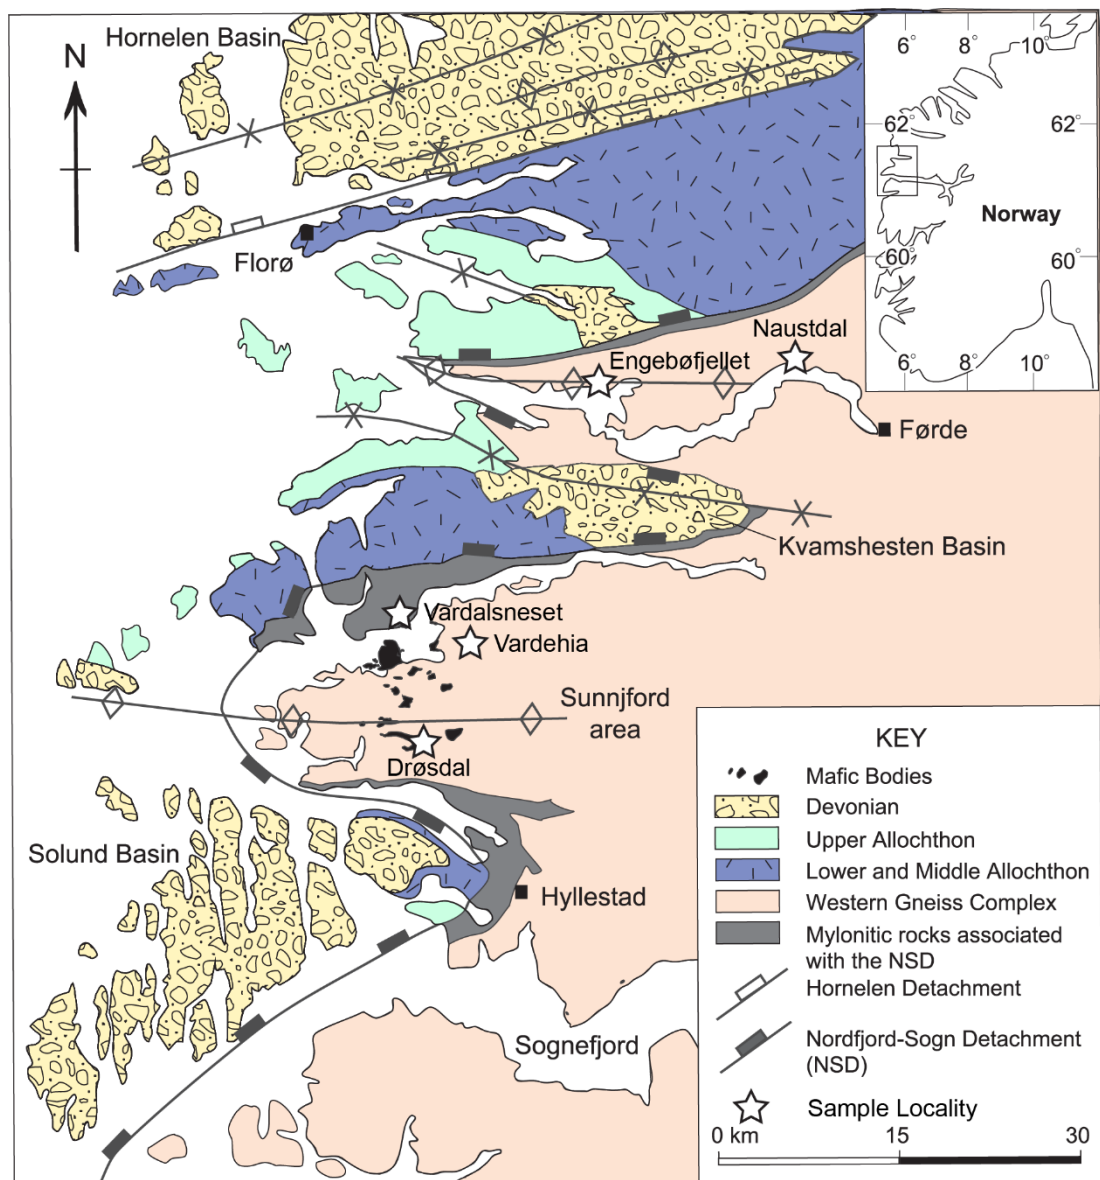 Hornelen Basin
N
6° 8° 10°
62° 62°
Norway
60° 60°
6° 8° 10°
Florø
Naustdal
Engebøfjellet
Førde
Kvamshesten Basin
Vardalsneset
Vardehia
Sunnjford
area
Drøsdal
Solund Basin
Hyllestad
Sognefjord
KEY
Mafic Bodies
Devonian
Upper Allochthon
Lower and Middle Allochthon
Western Gneiss Complex
Mylonitic rocks associated
with the NSD
Hornelen Detachment
Nordfjord-Sogn Detachment
(NSD)
Sample Locality
0 km 15 30